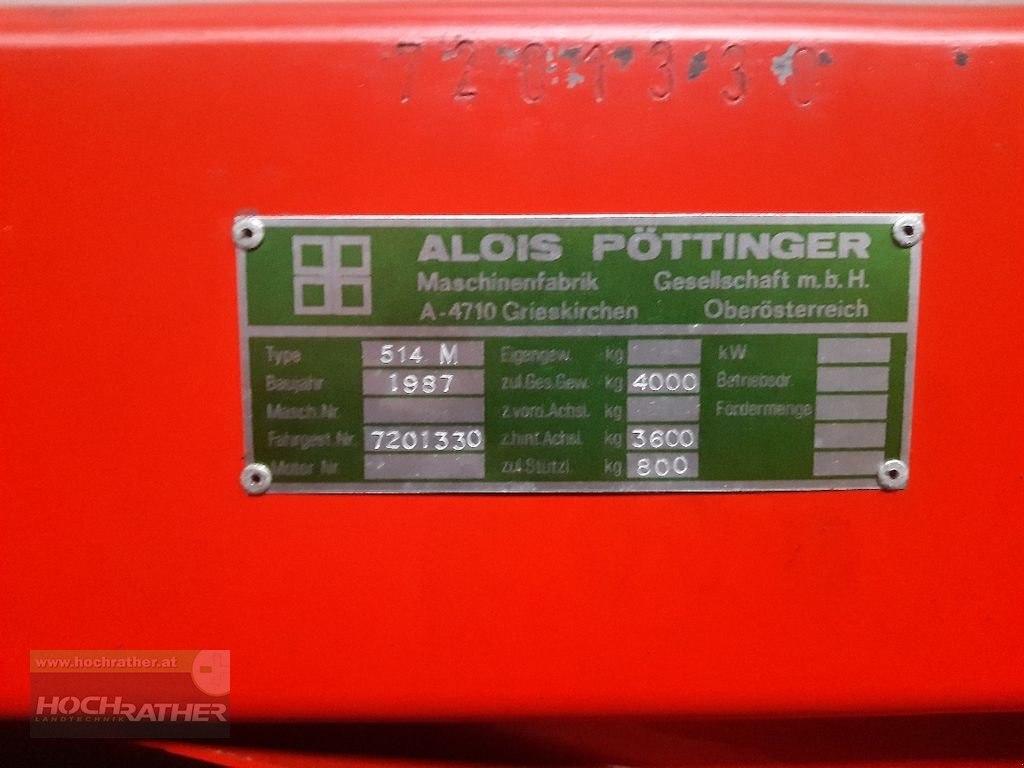 7201330
ALOIS PÖTTINGER
Maschinenfabrik Gesellschaft m.b.H.
A-4710 Grieskirchen Oberösterreich
Type 514 M Eigengew. kg kW
Baujahr 1987 zul.Ges.Gew. kg 4000 Betriebsdr.
Masch.Nr. z.vord.Achsl. kg Fördermenge
Fahrgest.Nr. 7201330 z.hint.Achsl. kg 3600
Motor Nr. zul.Stützl. kg 800
www.hochrather.at
HOCHRATHER
LANDTECHNIK